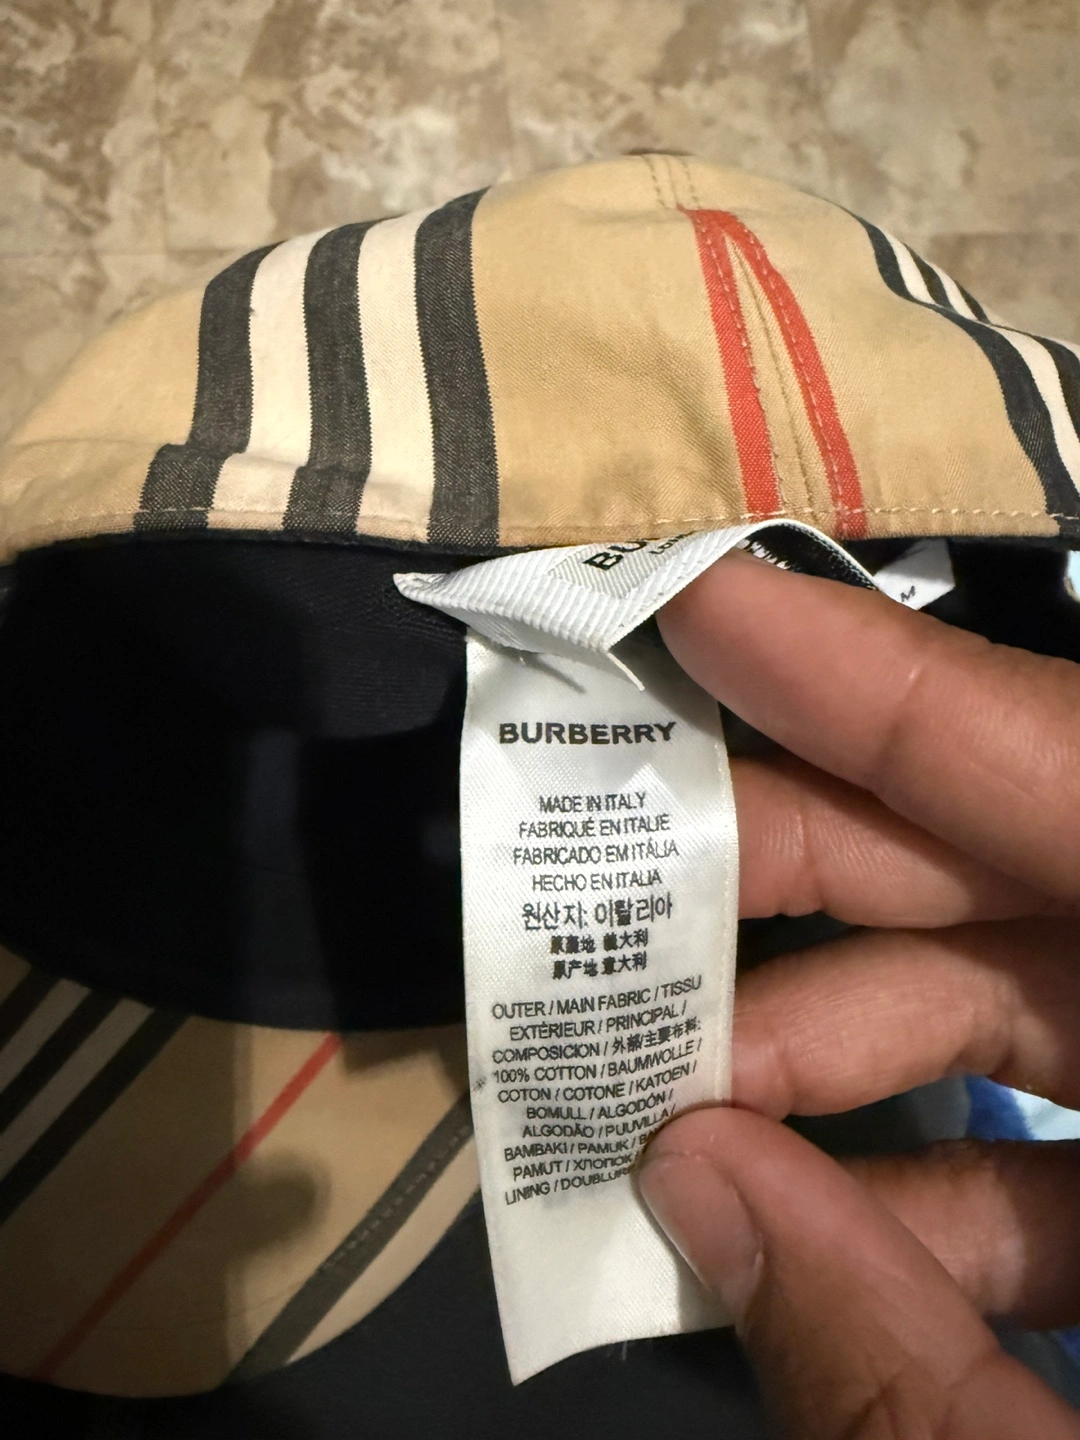 M
BURBERRY
MADE IN ITALY
FABRIQUÉ EN ITALIE
FABRICADO EM ITÁLIA
HECHO EN ITALIA
원산지: 이탈리아
原產地 義大利
原产地 意大利
OUTER / MAIN FABRIC / TISSU
EXTÉRIEUR / PRINCIPAL /
COMPOSICION / 外部/主要布料:
100% COTTON / BAUMWOLLE /
COTON / COTONE / KATOEN /
BOMULL / ALGODÓN /
ALGODÃO / PUUVILLA /
BAMBAKI / PAMUK /
PAMUT / ХЛОПОК
LINING / DOUBLURE